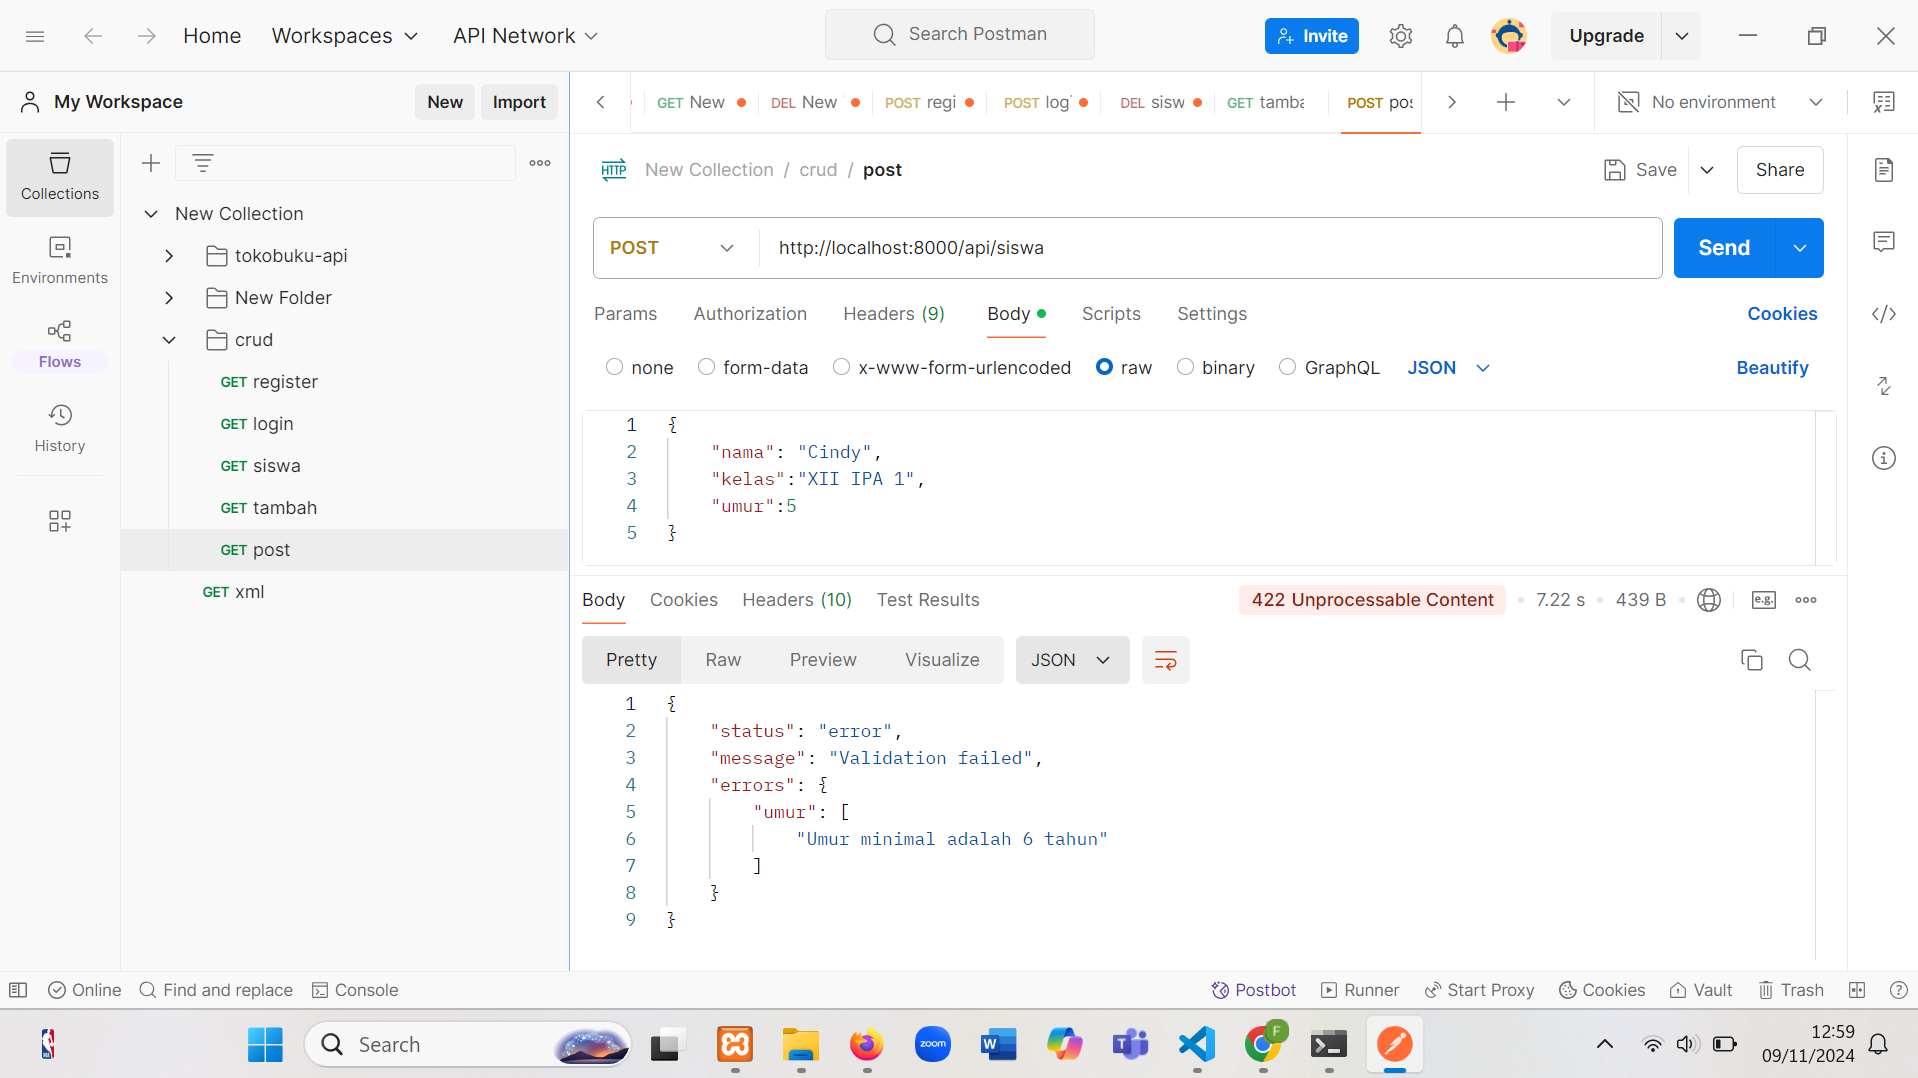 Home Workspaces API Network Search Postman Invite Upgrade
My Workspace New Import GET New DEL New POST regi POST log DEL sisw GET tamba POST pos No environment
Collections
Environments
Flows
History
New Collection
tokobuku-api
New Folder
crud
GET register
GET login
GET siswa
GET tambah
GET post
GET xml
HTTP New Collection / crud / post Save Share
POST http://localhost:8000/api/siswa Send
Params Authorization Headers (9) Body Scripts Settings Cookies
none form-data x-www-form-urlencoded raw binary GraphQL JSON Beautify
1 {
2 "nama": "Cindy",
3 "kelas":"XII IPA 1",
4 "umur":5
5 }
Body Cookies Headers (10) Test Results 422 Unprocessable Content 7.22 s 439 B e.g.
Pretty Raw Preview Visualize JSON
1 {
2 "status": "error",
3 "message": "Validation failed",
4 "errors": {
5 "umur": [
6 "Umur minimal adalah 6 tahun"
7 ]
8 }
9 }
Online Find and replace Console Postbot Runner Start Proxy Cookies Vault Trash
Search zoom W T F 12:59
09/11/2024